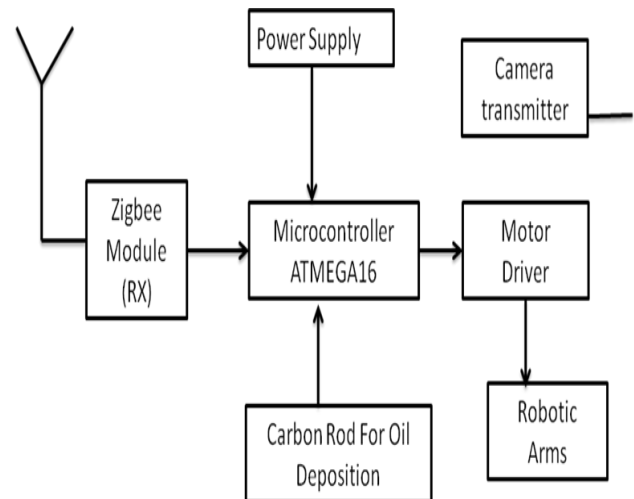 Power Supply
Camera
transmitter
Zigbee
Module
(RX)
Microcontroller
ATMEGA16
Motor
Driver
Carbon Rod For Oil
Deposition
Robotic
Arms